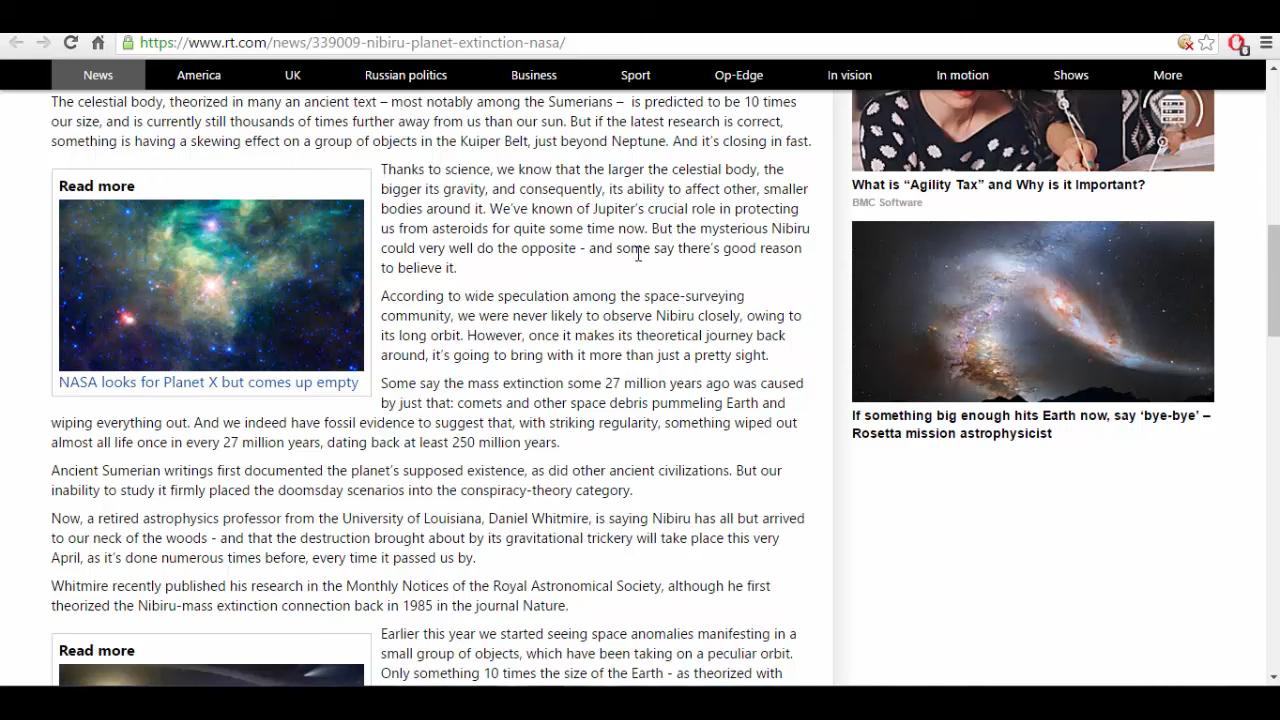 https://www.rt.com/news/339009-nibiru-planet-extinction-nasa/
News America UK Russian politics Business Sport Op-Edge In vision In motion Shows More
The celestial body, theorized in many an ancient text – most notably among the Sumerians – is predicted to be 10 times
our size, and is currently still thousands of times further away from us than our sun. But if the latest research is correct,
something is having a skewing effect on a group of objects in the Kuiper Belt, just beyond Neptune. And it's closing in fast.
Read more
NASA looks for Planet X but comes up empty
Thanks to science, we know that the larger the celestial body, the
bigger its gravity, and consequently, its ability to affect other, smaller
bodies around it. We've known of Jupiter's crucial role in protecting
us from asteroids for quite some time now. But the mysterious Nibiru
could very well do the opposite - and some say there's good reason
to believe it.
According to wide speculation among the space-surveying
community, we were never likely to observe Nibiru closely, owing to
its long orbit. However, once it makes its theoretical journey back
around, it's going to bring with it more than just a pretty sight.
Some say the mass extinction some 27 million years ago was caused
by just that: comets and other space debris pummeling Earth and
wiping everything out. And we indeed have fossil evidence to suggest that, with striking regularity, something wiped out
almost all life once in every 27 million years, dating back at least 250 million years.
Ancient Sumerian writings first documented the planet's supposed existence, as did other ancient civilizations. But our
inability to study it firmly placed the doomsday scenarios into the conspiracy-theory category.
Now, a retired astrophysics professor from the University of Louisiana, Daniel Whitmire, is saying Nibiru has all but arrived
to our neck of the woods - and that the destruction brought about by its gravitational trickery will take place this very
April, as it's done numerous times before, every time it passed us by.
Whitmire recently published his research in the Monthly Notices of the Royal Astronomical Society, although he first
theorized the Nibiru-mass extinction connection back in 1985 in the journal Nature.
Read more
Earlier this year we started seeing space anomalies manifesting in a
small group of objects, which have been taking on a peculiar orbit.
Only something 10 times the size of the Earth - as theorized with
What is “Agility Tax” and Why is it Important?
BMC Software
If something big enough hits Earth now, say ‘bye-bye’ –
Rosetta mission astrophysicist